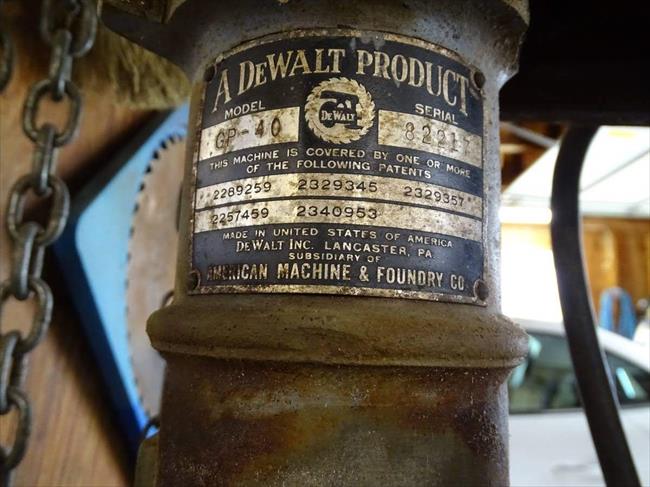 A DEWALT PRODUCT
MODEL
SERIAL
DEWALT
GP-40
82217
THIS MACHINE IS COVERED BY ONE OR MORE
OF THE FOLLOWING PATENTS
2289259 2329345 2329357
2257459 2340953
MADE IN UNITED STATES OF AMERICA
DEWALT INC. LANCASTER, PA
SUBSIDIARY OF
AMERICAN MACHINE & FOUNDRY CO.